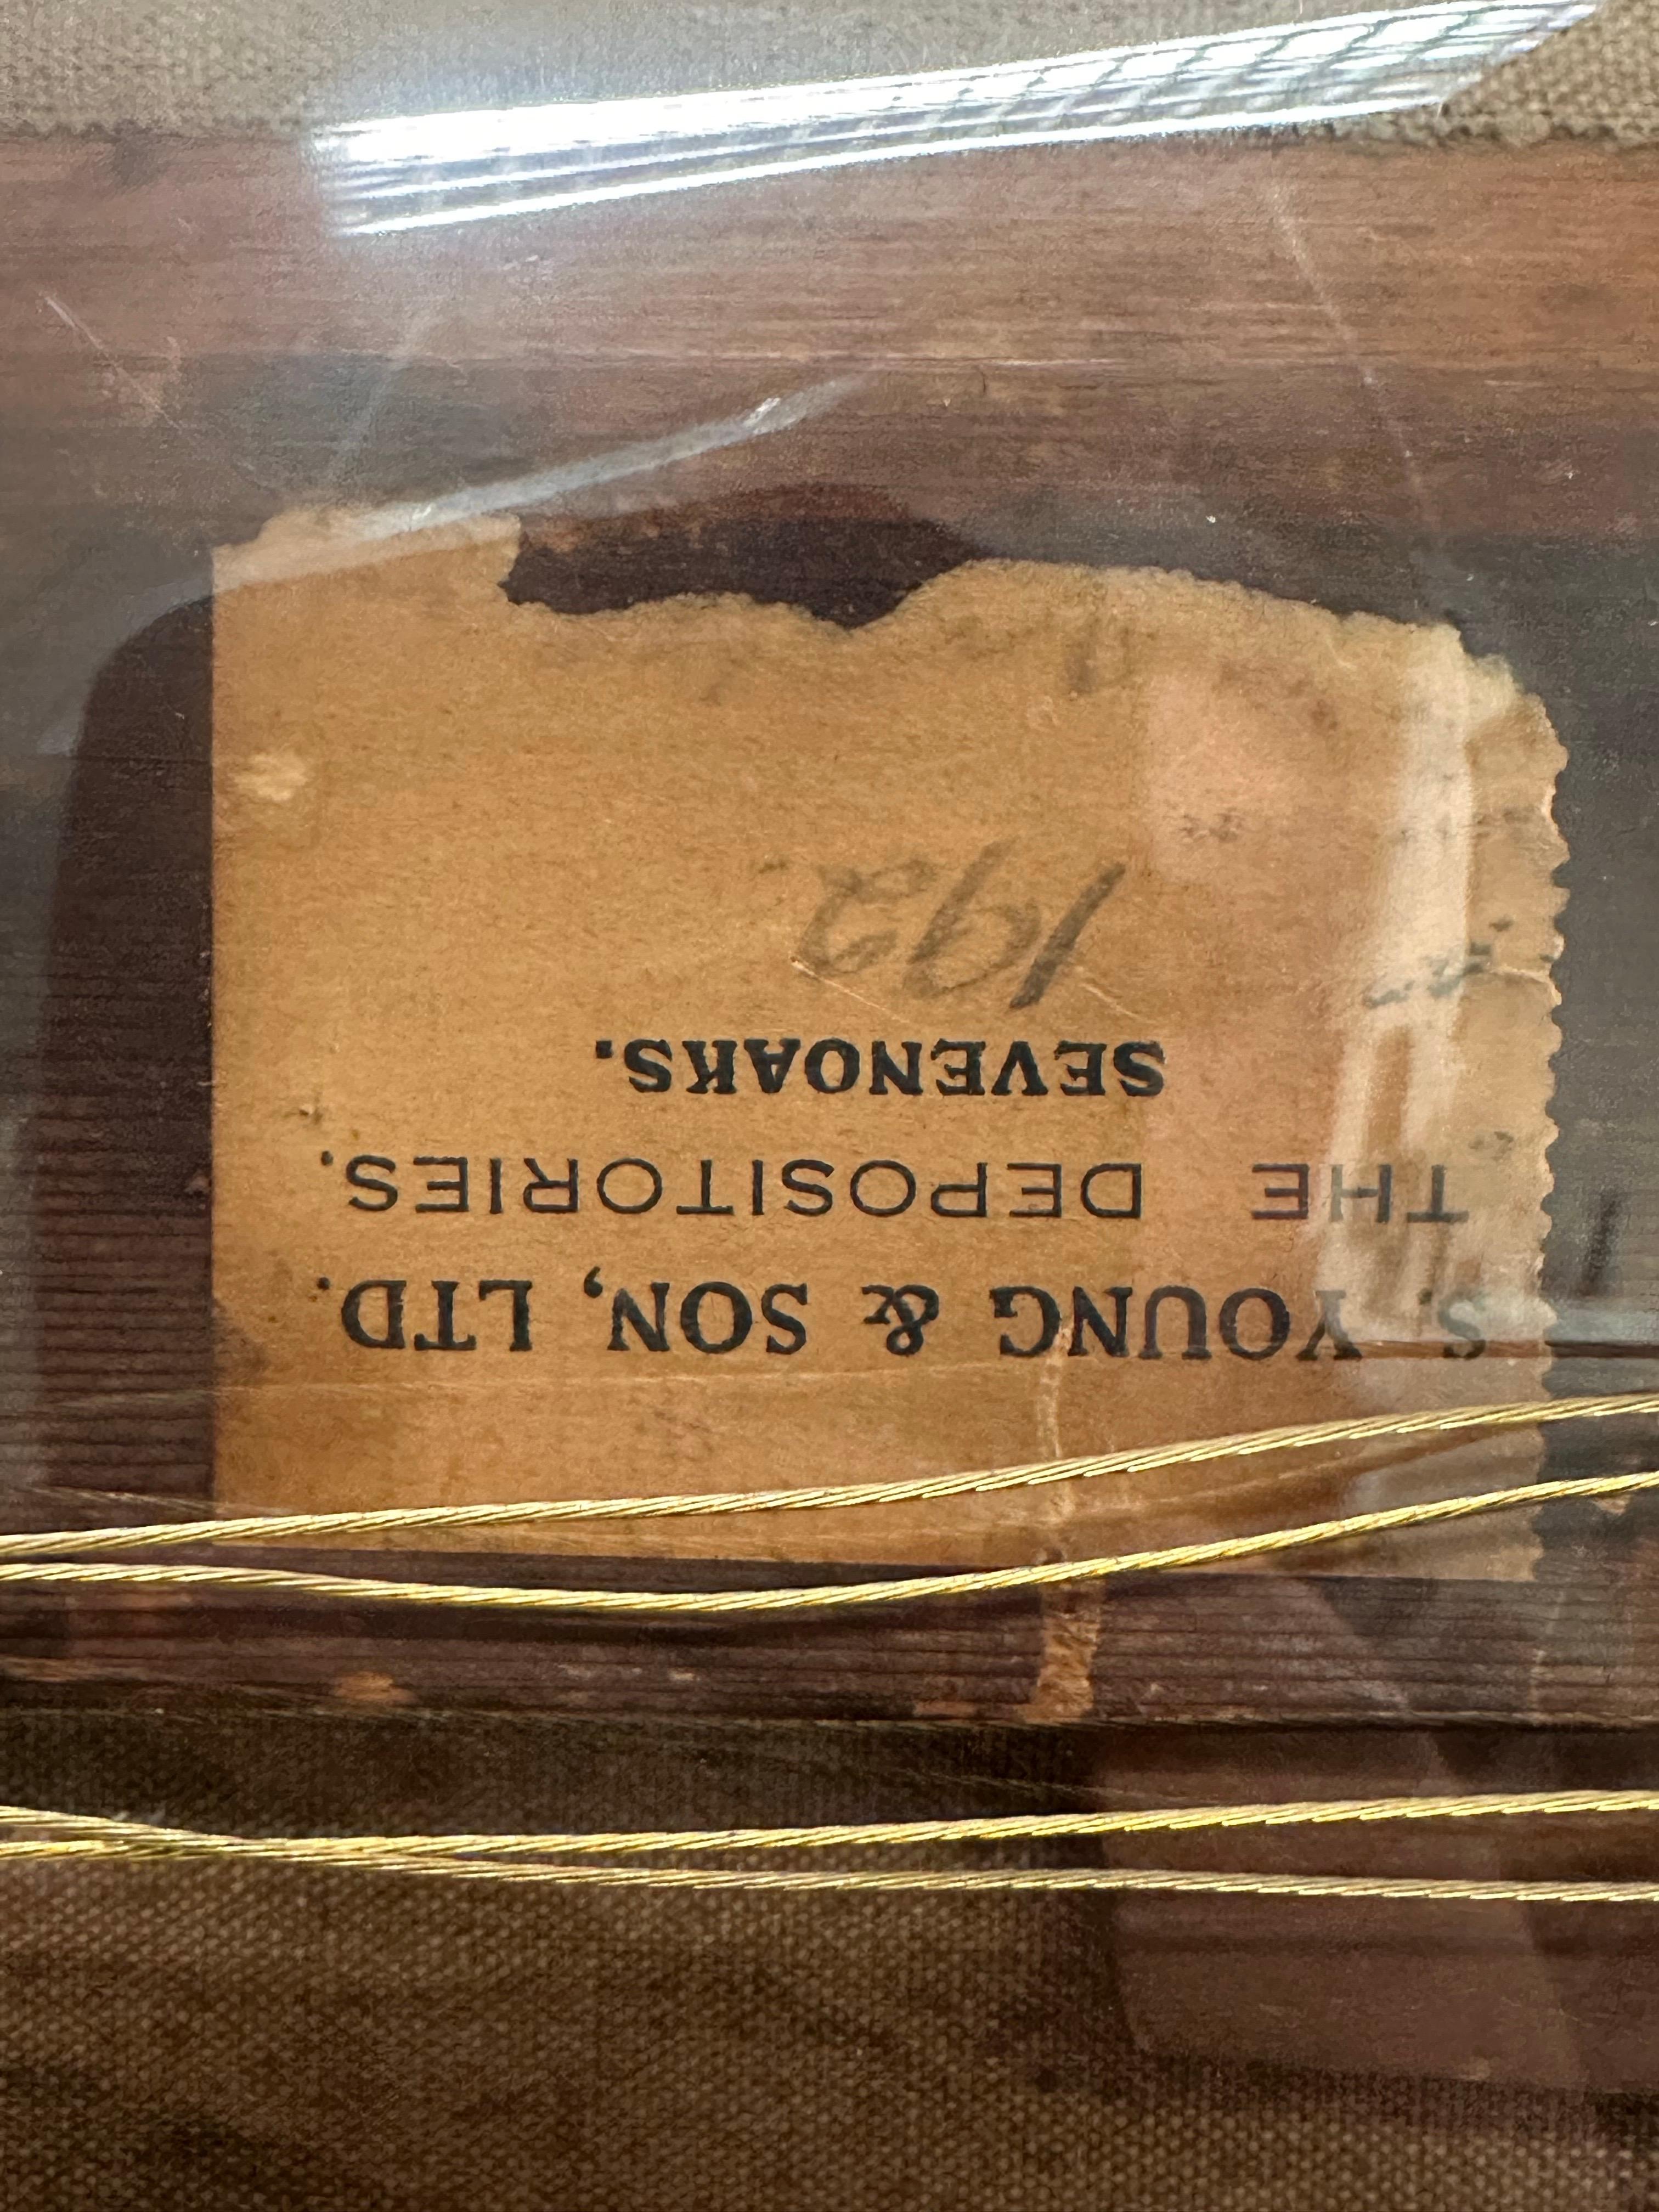 S. YOUNG & SON, LTD.
THE DEPOSITORIES.
SEVENOAKS.
192